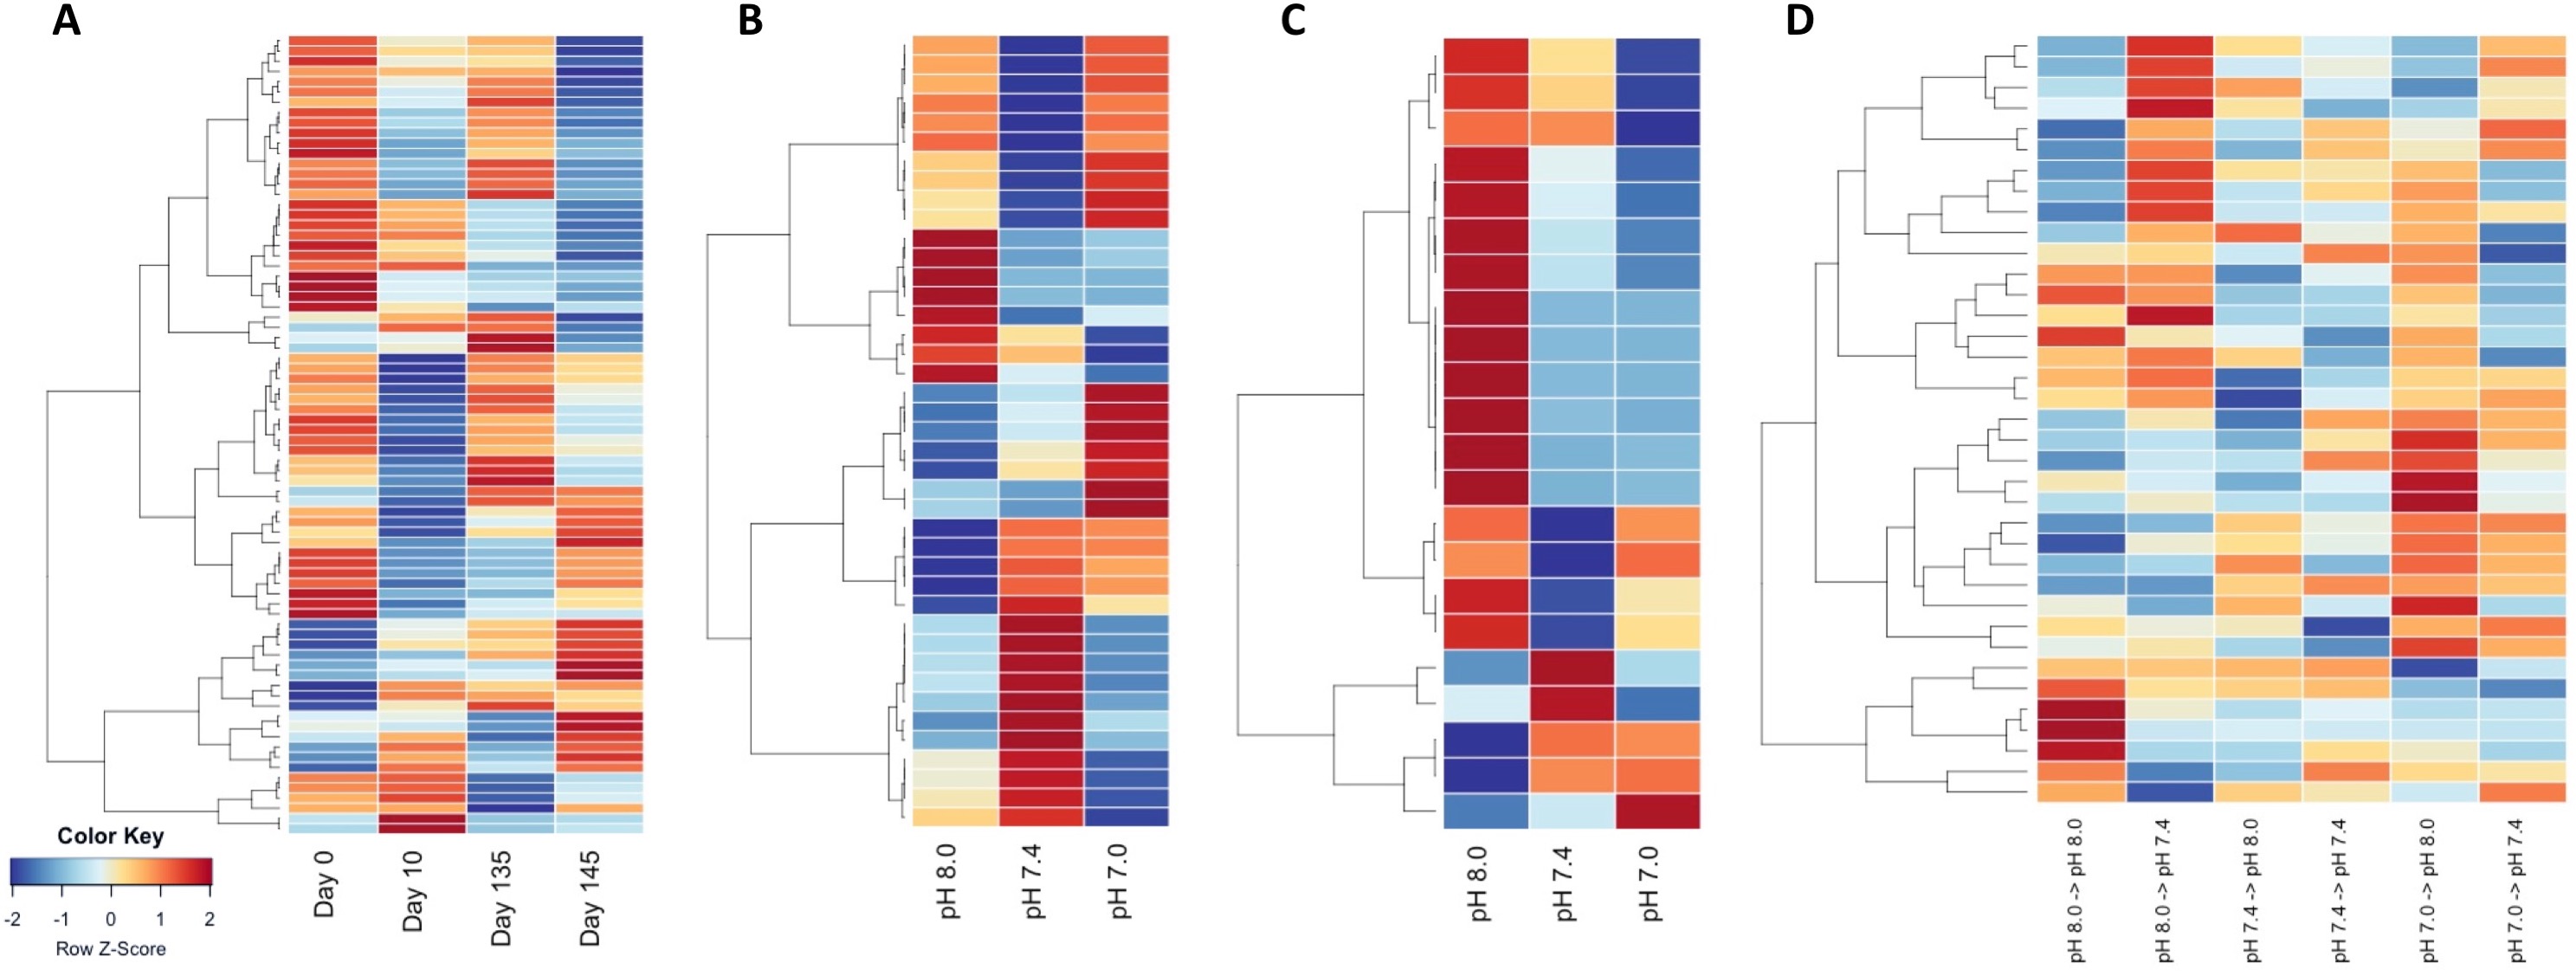 A
B
C
D
Color Key
-2 -1 0 1 2
Row Z-Score
Day 0
Day 10
Day 135
Day 145
pH 8.0
pH 7.4
pH 7.0
pH 8.0
pH 7.4
pH 7.0
pH 8.0 -> pH 8.0
pH 8.0 -> pH 7.4
pH 7.4 -> pH 8.0
pH 7.4 -> pH 7.4
pH 7.0 -> pH 8.0
pH 7.0 -> pH 7.4